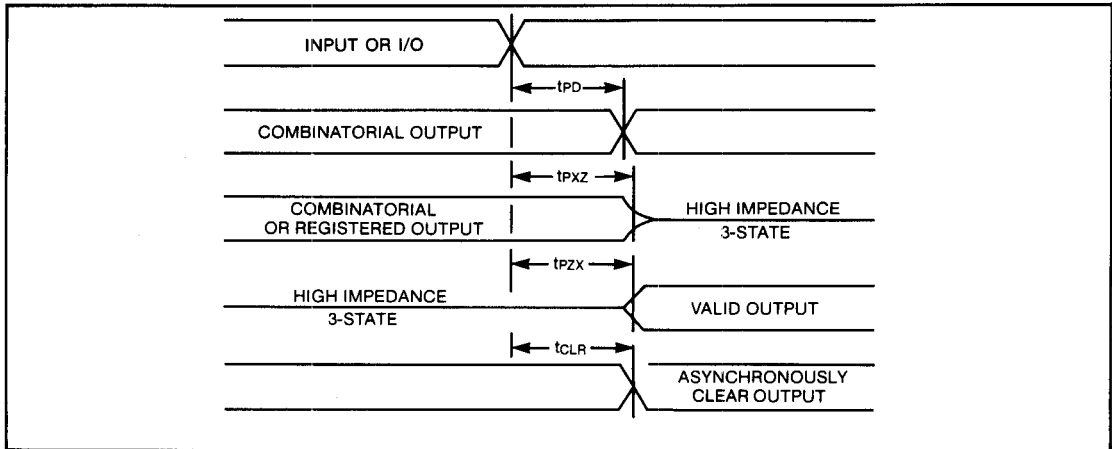 INPUT OR I/O
tPD
COMBINATORIAL OUTPUT
tPXZ
COMBINATORIAL
OR REGISTERED OUTPUT
HIGH IMPEDANCE
3-STATE
tPZX
HIGH IMPEDANCE
3-STATE
VALID OUTPUT
tCLR
ASYNCHRONOUSLY
CLEAR OUTPUT